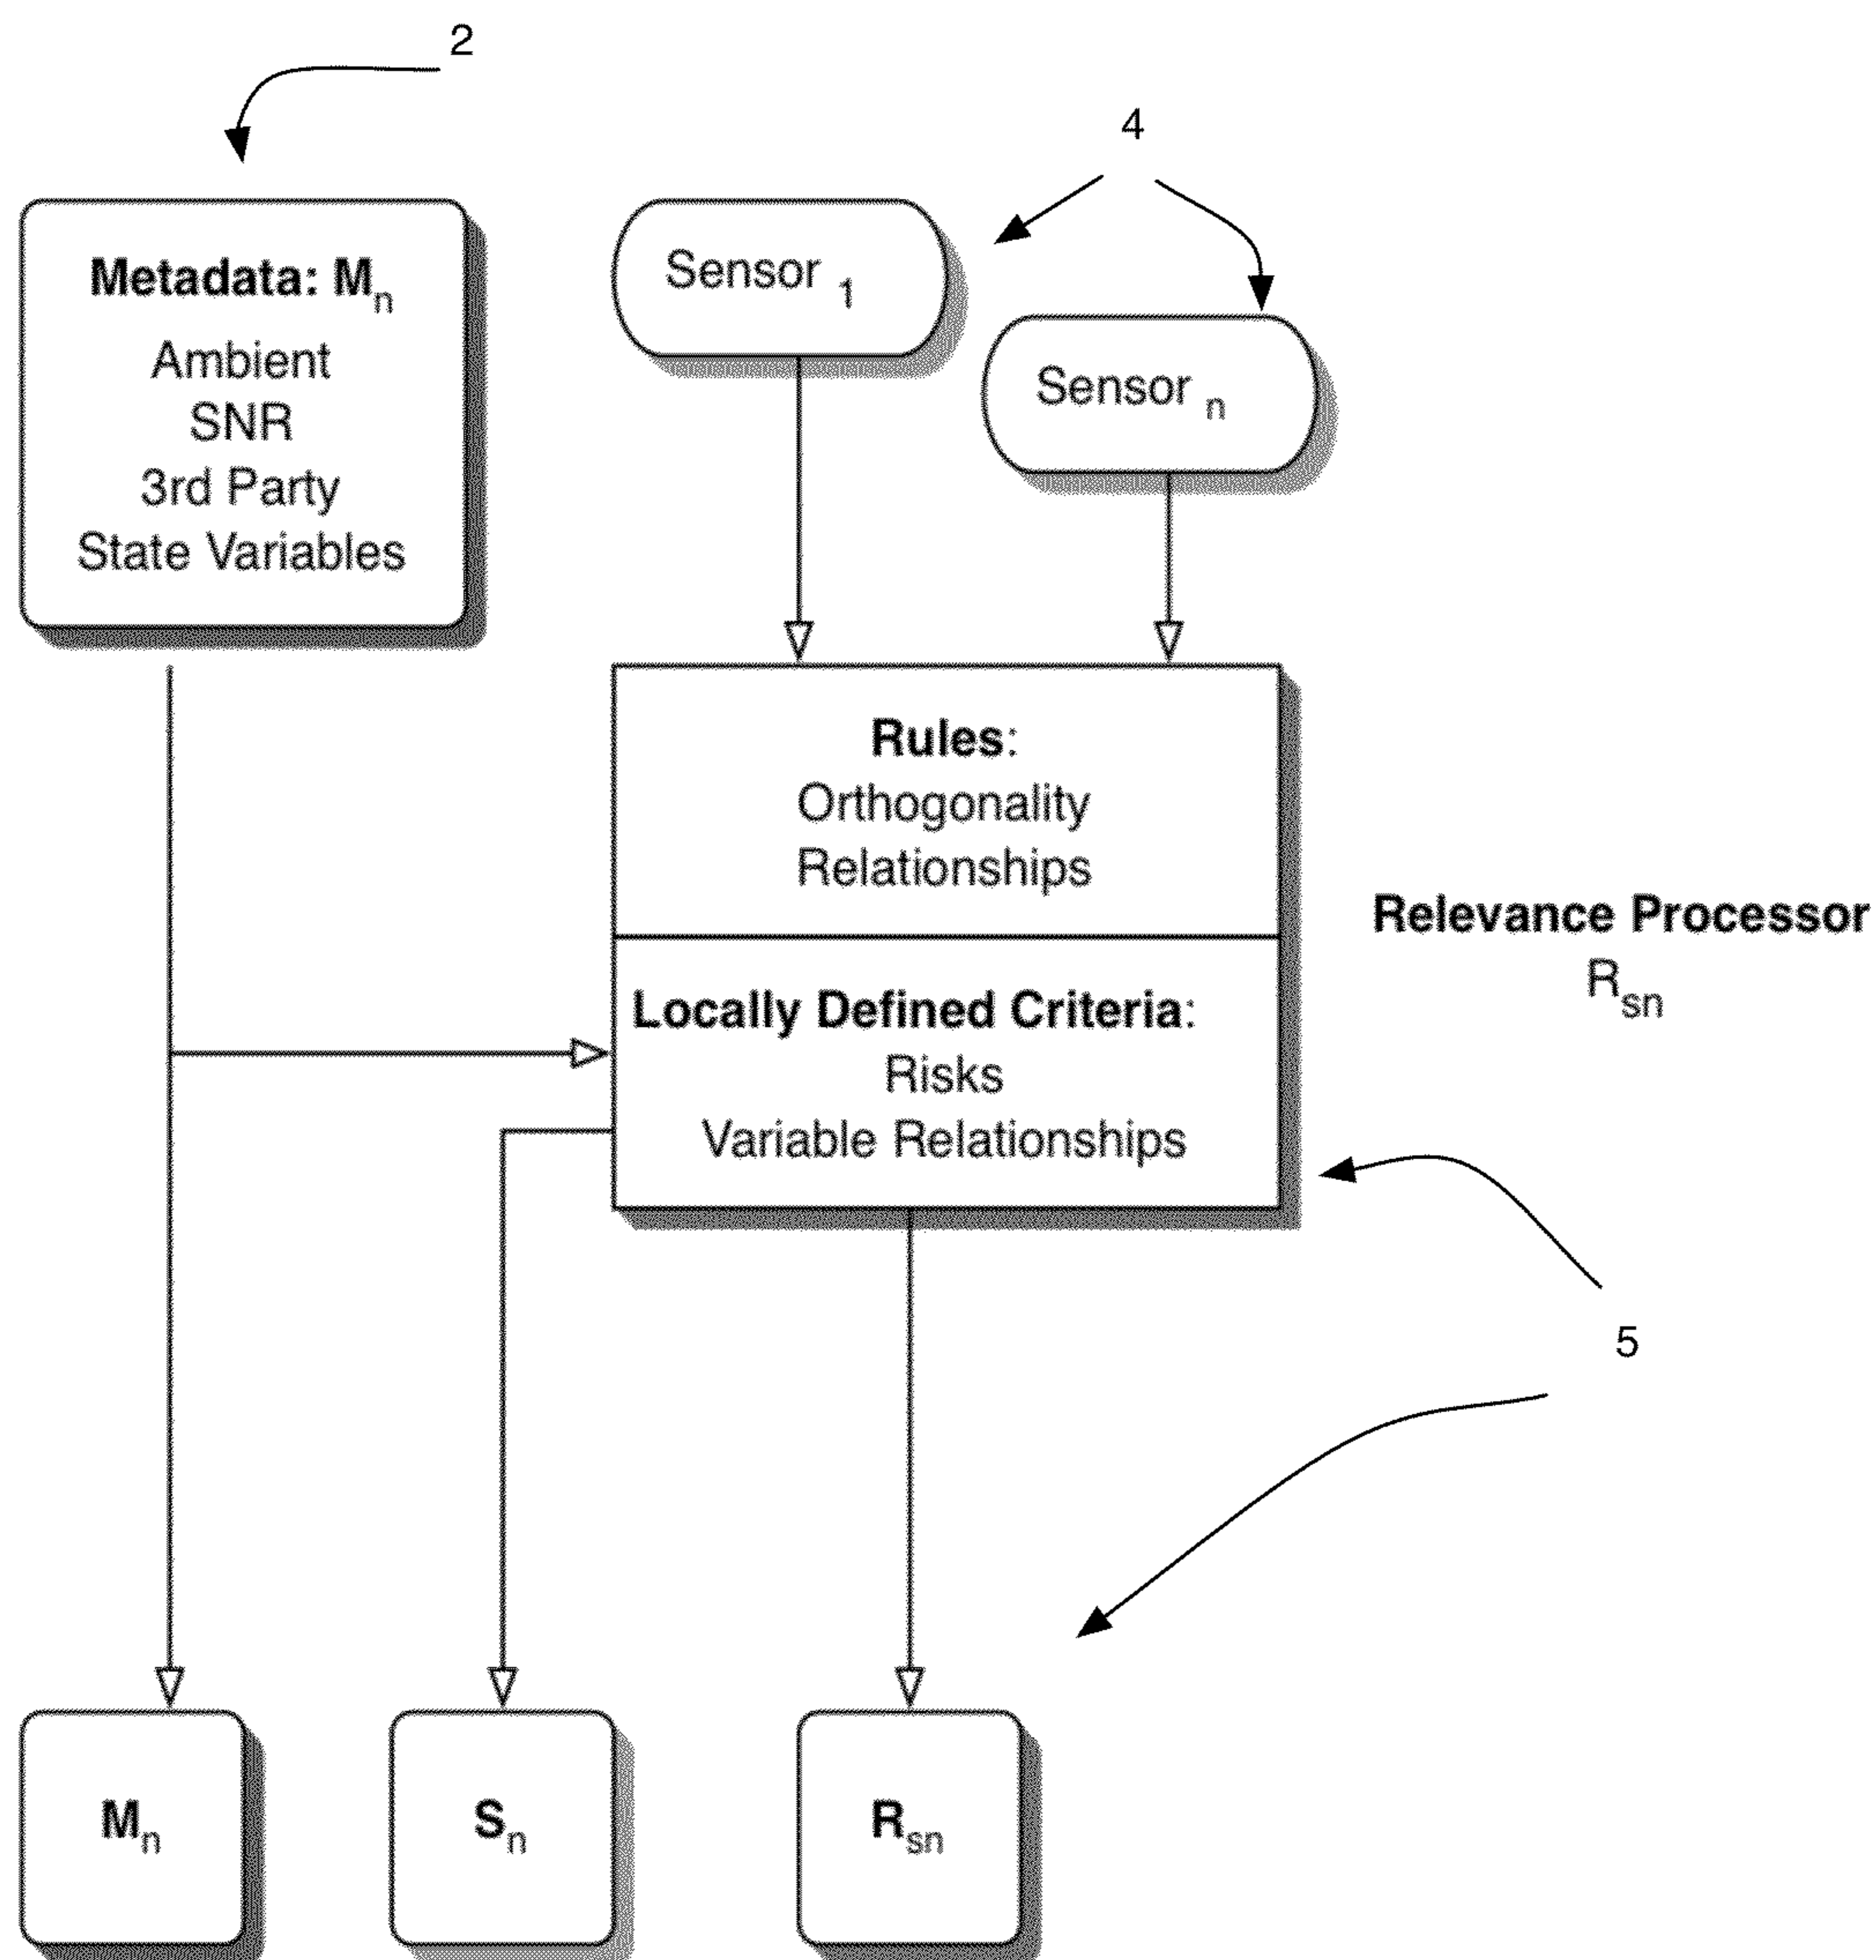 2
4
Metadata: Mn
Ambient
SNR
3rd Party
State Variables
Sensor 1
Sensor n
Rules:
Orthogonality
Relationships
Locally Defined Criteria:
Risks
Variable Relationships
Relevance Processor
Rsn
5
Mn
Sn
Rsn